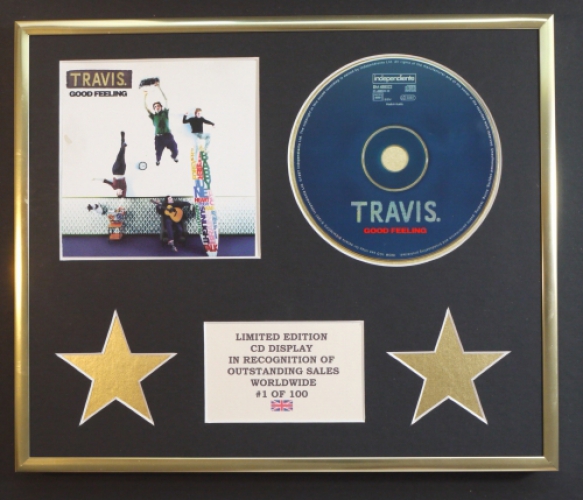 TRAVIS.
GOOD FEELING
independiente
TRAVIS.
GOOD FEELING
LIMITED EDITION
CD DISPLAY
IN RECOGNITION OF
OUTSTANDING SALES
WORLDWIDE
#1 OF 100